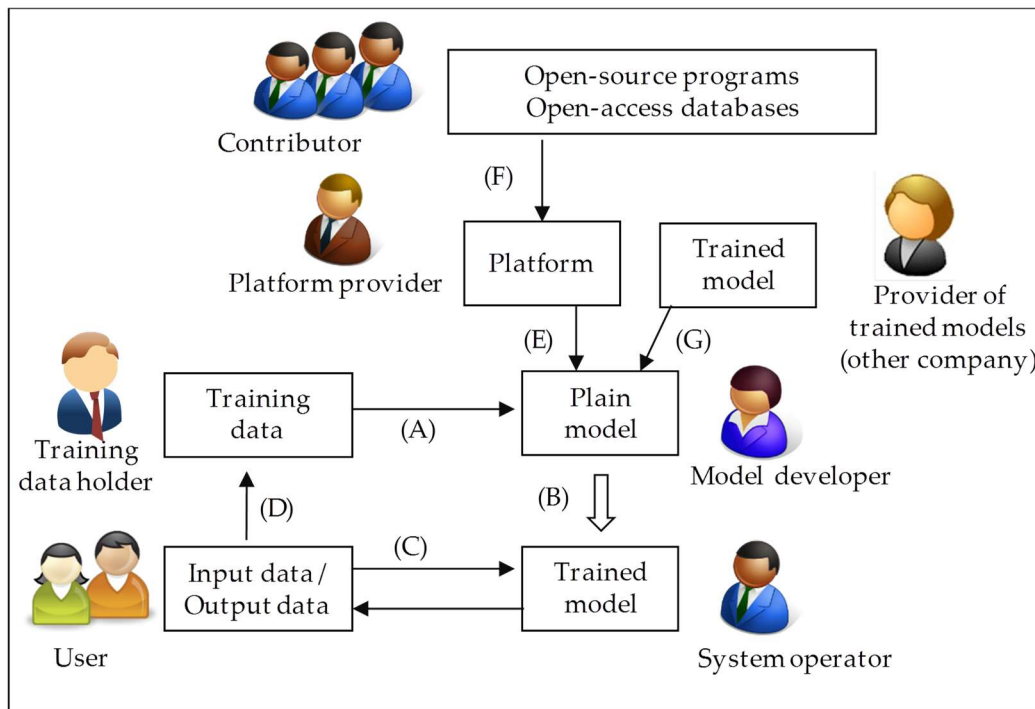 Open-source programs
Open-access databases
Contributor
(F)
Platform provider
Platform
Trained
model
Provider of
trained models
(other company)
(E)
(G)
Training
data
(A)
Plain
model
Training
data holder
Model developer
(D)
(B)
Input data /
Output data
(C)
Trained
model
User
System operator